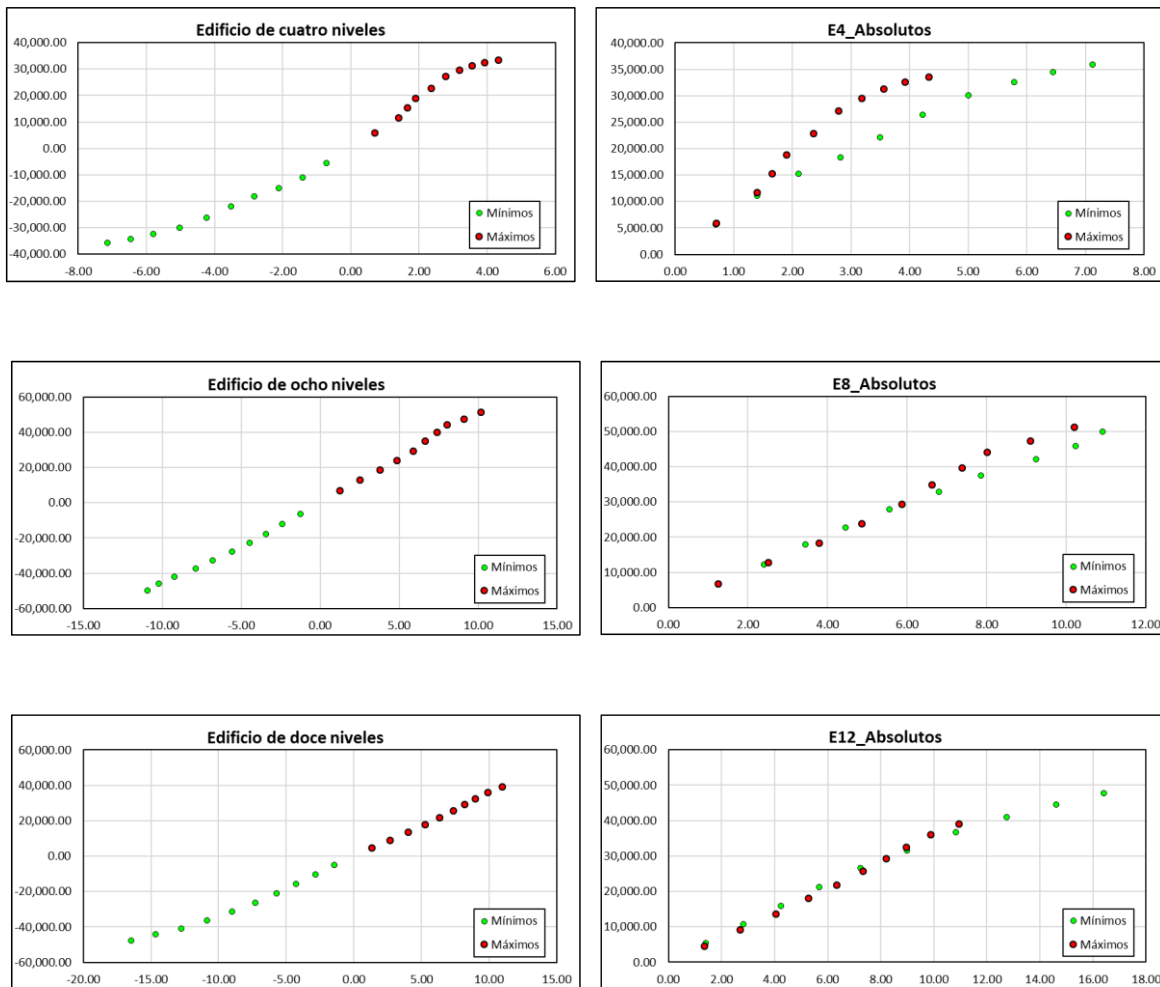 Edificio de cuatro niveles
40,000.00
30,000.00
20,000.00
10,000.00
0.00
-10,000.00
-20,000.00
-30,000.00
-40,000.00
-8.00 -6.00 -4.00 -2.00 0.00 2.00 4.00 6.00
Mínimos
Máximos
E4_Absolutos
40,000.00
35,000.00
30,000.00
25,000.00
20,000.00
15,000.00
10,000.00
5,000.00
0.00
0.00 1.00 2.00 3.00 4.00 5.00 6.00 7.00 8.00
Mínimos
Máximos
Edificio de ocho niveles
60,000.00
40,000.00
20,000.00
0.00
-20,000.00
-40,000.00
-60,000.00
-15.00 -10.00 -5.00 0.00 5.00 10.00 15.00
Mínimos
Máximos
E8_Absolutos
60,000.00
50,000.00
40,000.00
30,000.00
20,000.00
10,000.00
0.00
0.00 2.00 4.00 6.00 8.00 10.00 12.00
Mínimos
Máximos
Edificio de doce niveles
60,000.00
40,000.00
20,000.00
0.00
-20,000.00
-40,000.00
-60,000.00
-20.00 -15.00 -10.00 -5.00 0.00 5.00 10.00 15.00
Mínimos
Máximos
E12_Absolutos
60,000.00
50,000.00
40,000.00
30,000.00
20,000.00
10,000.00
0.00
0.00 2.00 4.00 6.00 8.00 10.00 12.00 14.00 16.00 18.00
Mínimos
Máximos